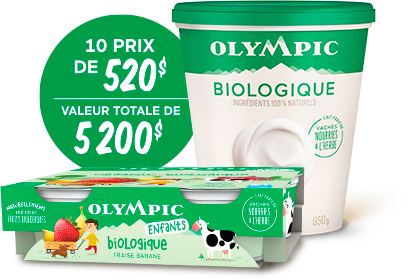 10 PRIX
DE 520$
VALEUR TOTALE DE
5 200$
OLYMPIC
BIOLOGIQUE
INGRÉDIENTS 100% NATURELS
VACHES
NOURRIES
À L'HERBE
650g
FRUITS BIOLOGIQUES
OLYMPIC
Enfants
biologique
FRAISE BANANE
VACHES
NOURRIES
À L'HERBE